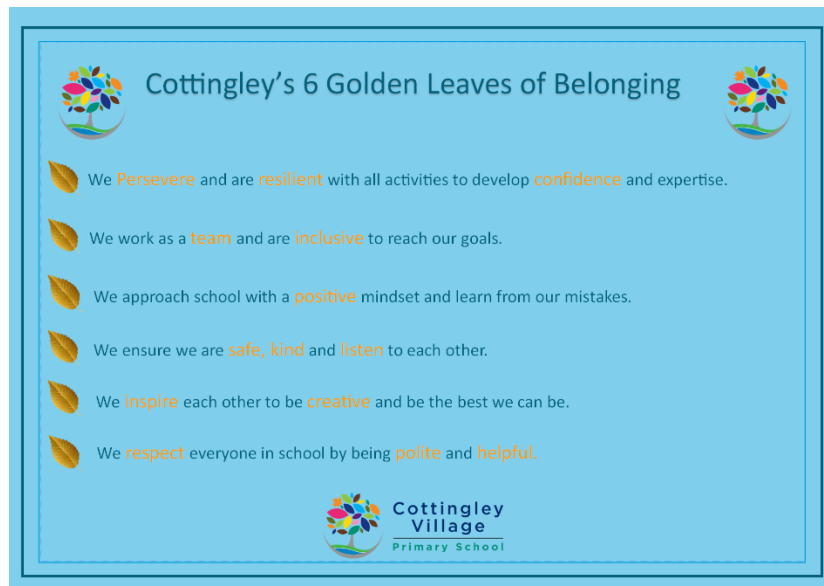 Cottingley's 6 Golden Leaves of Belonging
We Persevere and are resilient with all activities to develop confidence and expertise.
We work as a team and are inclusive to reach our goals.
We approach school with a positive mindset and learn from our mistakes.
We ensure we are safe, kind and listen to each other.
We inspire each other to be creative and be the best we can be.
We respect everyone in school by being polite and helpful.
Cottingley
Village
Primary School